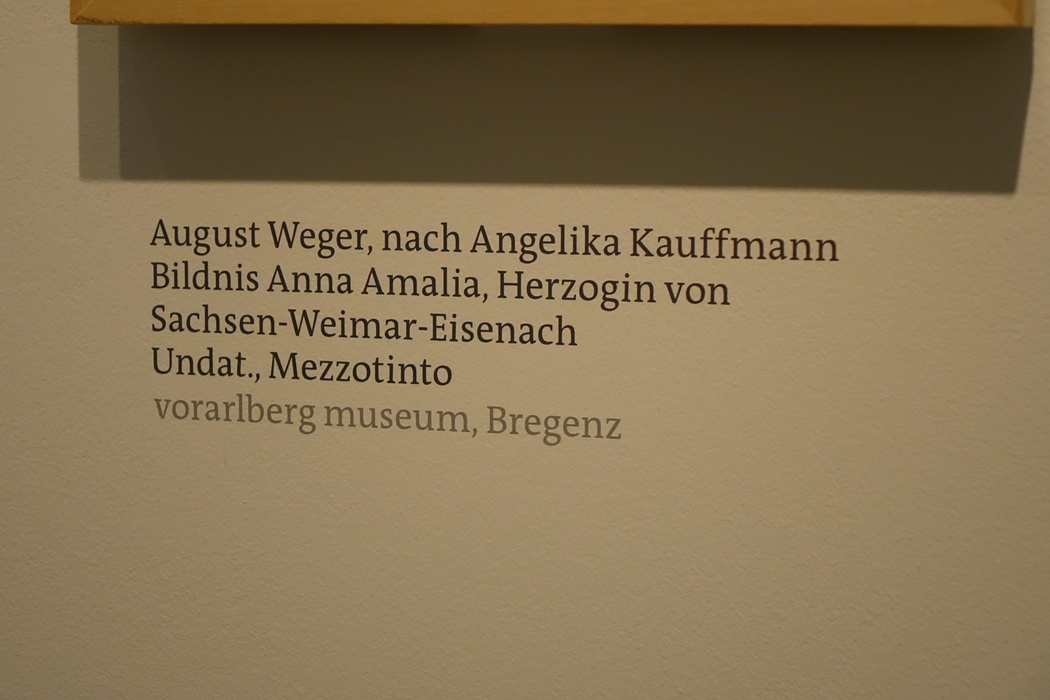 August Weger, nach Angelika Kauffmann
Bildnis Anna Amalia, Herzogin von
Sachsen-Weimar-Eisenach
Undat., Mezzotinto
vorarlberg museum, Bregenz